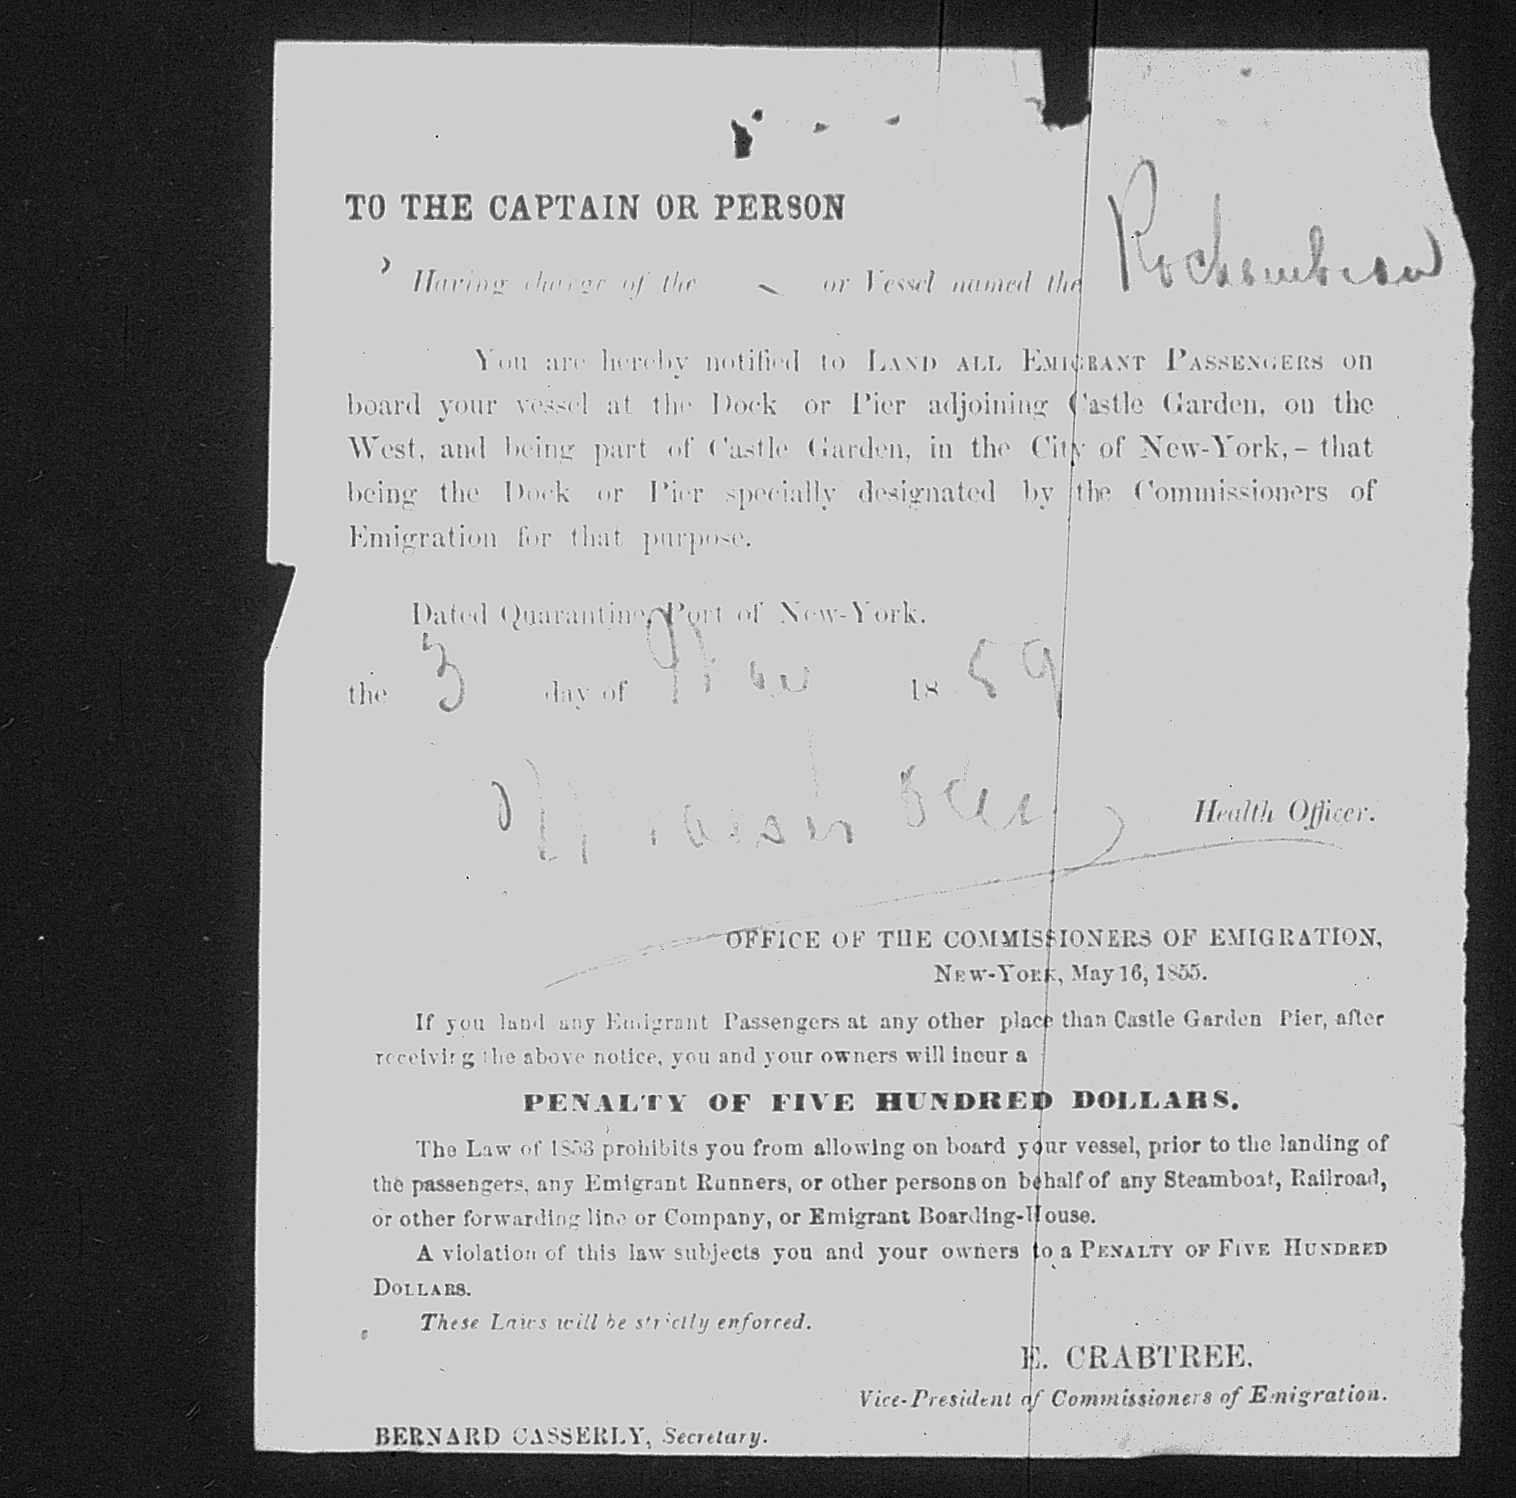 TO THE CAPTAIN OR PERSON
Having charge of the or Vessel named the Rochambeau
You are hereby notified to LAND ALL EMIGRANT PASSENGERS on
board your vessel at the Dock or Pier adjoining Castle Garden, on the
West, and being part of Castle Garden, in the City of New-York,– that
being the Dock or Pier specially designated by the Commissioners of
Emigration for that purpose.
Dated Quarantine, Port of New-York.
the 3 day of 1859
Health Officer.
OFFICE OF THE COMMISSIONERS OF EMIGRATION,
NEW-YORK, May 16, 1855.
If you land any Emigrant Passengers at any other place than Castle Garden Pier, after
receiving the above notice, you and your owners will incur a
PENALTY OF FIVE HUNDRED DOLLARS.
The Law of 1853 prohibits you from allowing on board your vessel, prior to the landing of
the passengers, any Emigrant Runners, or other persons on behalf of any Steamboat, Railroad,
or other forwarding line or Company, or Emigrant Boarding-House.
A violation of this law subjects you and your owners to a PENALTY OF FIVE HUNDRED
DOLLARS.
These Laws will be strictly enforced.
E. CRABTREE,
Vice-President of Commissioners of Emigration.
BERNARD CASSERLY, Secretary.